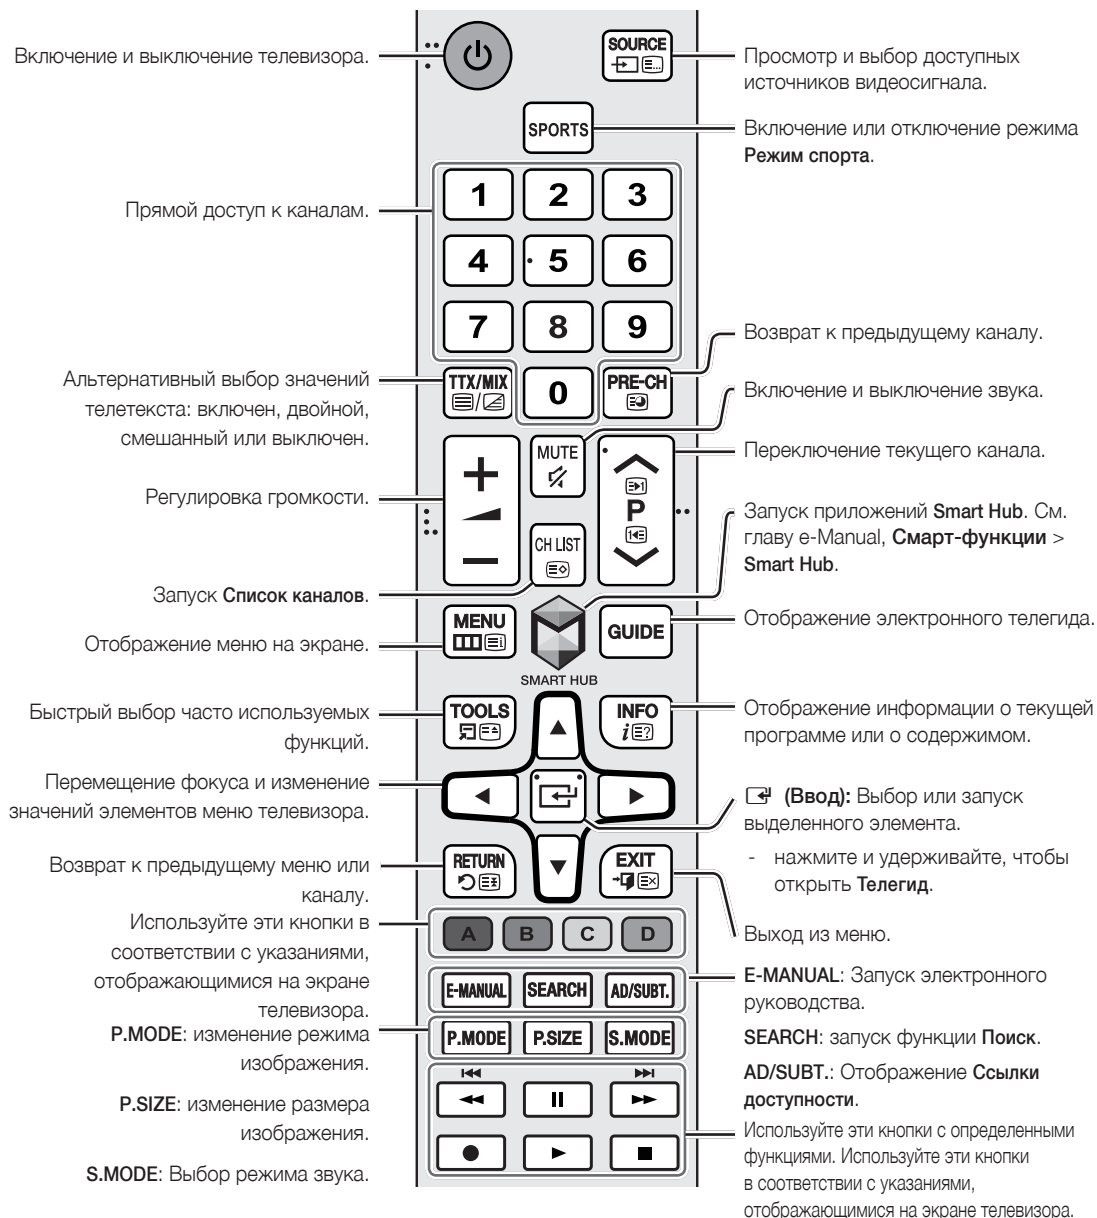 Включение и выключение телевизора.
SOURCE
Просмотр и выбор доступных
источников видеосигнала.
SPORTS
Включение или отключение режима
Режим спорта.
Прямой доступ к каналам.
1 2 3
4 5 6
7 8 9
0
Возврат к предыдущему каналу.
Альтернативный выбор значений
телетекста: включен, двойной,
смешанный или выключен.
TTX/MIX
PRE-CH
Включение и выключение звука.
MUTE
Переключение текущего канала.
P
Регулировка громкости.
CH LIST
Запуск приложений Smart Hub. См.
главу e-Manual, Смарт-функции >
Smart Hub.
Запуск Список каналов.
MENU
GUIDE
Отображение электронного телегида.
Отображение меню на экране.
SMART HUB
Быстрый выбор часто используемых
функций.
TOOLS
INFO
Отображение информации о текущей
программе или о содержимом.
Перемещение фокуса и изменение
значений элементов меню телевизора.
(Ввод): Выбор или запуск
выделенного элемента.
- нажмите и удерживайте, чтобы
открыть Телегид.
Возврат к предыдущему меню или
каналу.
RETURN
EXIT
Выход из меню.
Используйте эти кнопки в
соответствии с указаниями,
отображающимися на экране
телевизора.
A B C D
E-MANUAL SEARCH AD/SUBT.
E-MANUAL: Запуск электронного
руководства.
SEARCH: запуск функции Поиск.
AD/SUBT.: Отображение Ссылки
доступности.
P.MODE P.SIZE S.MODE
P.MODE: изменение режима
изображения.
P.SIZE: изменение размера
изображения.
S.MODE: Выбор режима звука.
Используйте эти кнопки с определенными
функциями. Используйте эти кнопки
в соответствии с указаниями,
отображающимися на экране телевизора.